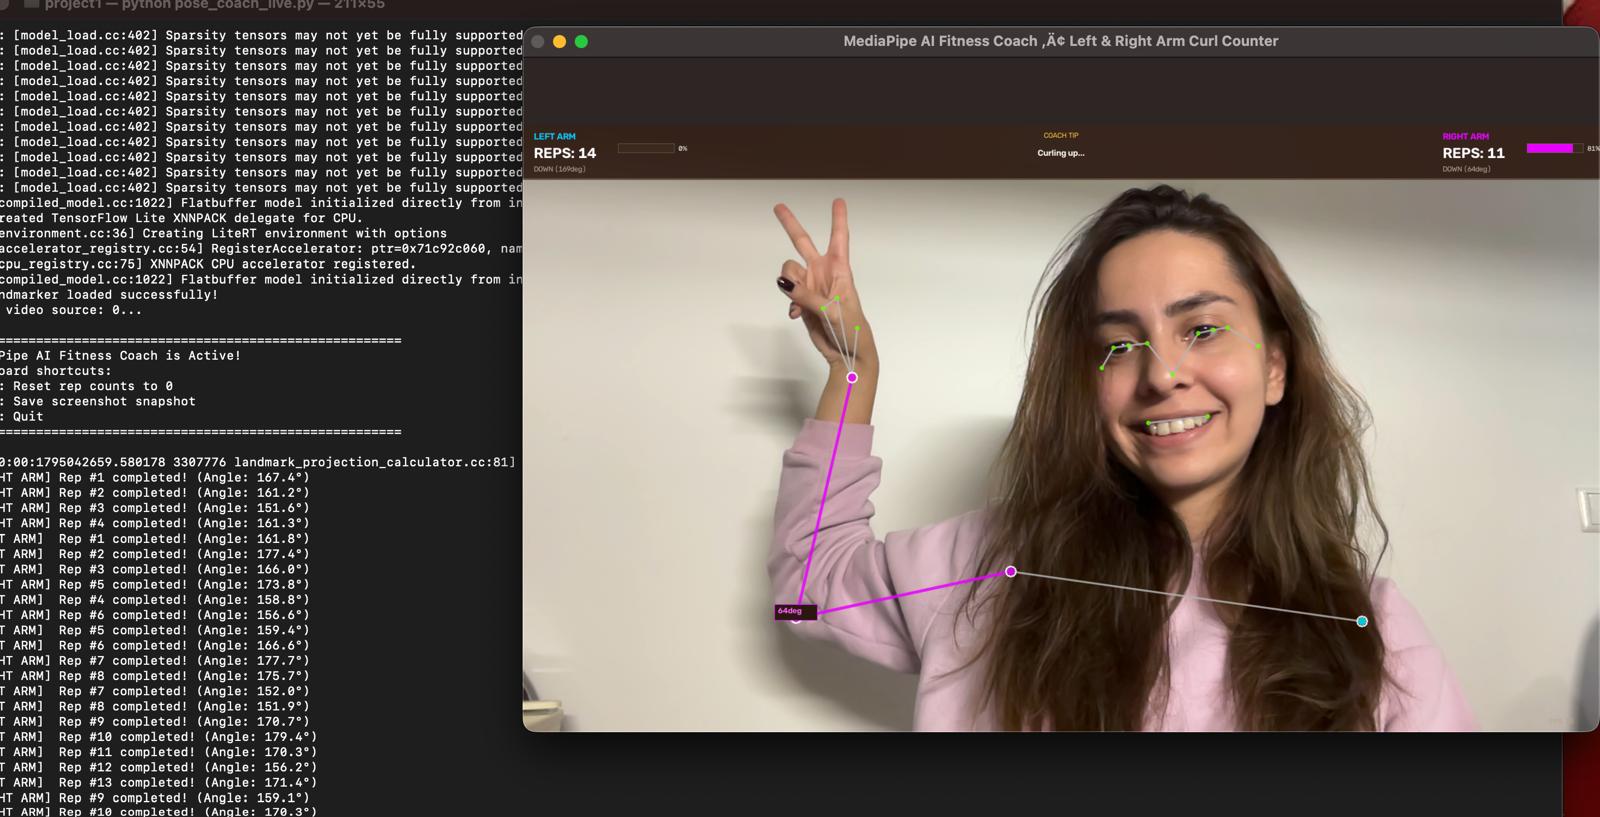 project1 — python pose_coach_live.py — 211×55
: [model_load.cc:402] Sparsity tensors may not yet be fully supported
: [model_load.cc:402] Sparsity tensors may not yet be fully supported
: [model_load.cc:402] Sparsity tensors may not yet be fully supported
: [model_load.cc:402] Sparsity tensors may not yet be fully supported
: [model_load.cc:402] Sparsity tensors may not yet be fully supported
: [model_load.cc:402] Sparsity tensors may not yet be fully supported
: [model_load.cc:402] Sparsity tensors may not yet be fully supported
: [model_load.cc:402] Sparsity tensors may not yet be fully supported
: [model_load.cc:402] Sparsity tensors may not yet be fully supported
: [model_load.cc:402] Sparsity tensors may not yet be fully supported
: [model_load.cc:402] Sparsity tensors may not yet be fully supported
compiled_model.cc:1022] Flatbuffer model initialized directly from in
reated TensorFlow Lite XNNPACK delegate for CPU.
environment.cc:36] Creating LiteRT environment with options
accelerator_registry.cc:54] RegisterAccelerator: ptr=0x71c92c060, nam
cpu_registry.cc:75] XNNPACK CPU accelerator registered.
compiled_model.cc:1022] Flatbuffer model initialized directly from in
ndmarker loaded successfully!
video source: 0...
=====================================================
Pipe AI Fitness Coach is Active!
oard shortcuts:
: Reset rep counts to 0
: Save screenshot snapshot
: Quit
=====================================================
0:00:1795042659.580178 3307776 landmark_projection_calculator.cc:81]
HT ARM] Rep #1 completed! (Angle: 167.4°)
HT ARM] Rep #2 completed! (Angle: 161.2°)
HT ARM] Rep #3 completed! (Angle: 151.6°)
HT ARM] Rep #4 completed! (Angle: 161.3°)
T ARM]  Rep #1 completed! (Angle: 161.8°)
T ARM]  Rep #2 completed! (Angle: 177.4°)
T ARM]  Rep #3 completed! (Angle: 166.0°)
HT ARM] Rep #5 completed! (Angle: 173.8°)
T ARM]  Rep #4 completed! (Angle: 158.8°)
HT ARM] Rep #6 completed! (Angle: 156.6°)
T ARM]  Rep #5 completed! (Angle: 159.4°)
T ARM]  Rep #6 completed! (Angle: 166.6°)
HT ARM] Rep #7 completed! (Angle: 177.7°)
HT ARM] Rep #8 completed! (Angle: 175.7°)
T ARM]  Rep #7 completed! (Angle: 152.0°)
T ARM]  Rep #8 completed! (Angle: 151.9°)
T ARM]  Rep #9 completed! (Angle: 170.7°)
T ARM]  Rep #10 completed! (Angle: 179.4°)
T ARM]  Rep #11 completed! (Angle: 170.3°)
T ARM]  Rep #12 completed! (Angle: 156.2°)
T ARM]  Rep #13 completed! (Angle: 171.4°)
HT ARM] Rep #9 completed! (Angle: 159.1°)
HT ARM] Rep #10 completed! (Angle: 170.3°)
MediaPipe AI Fitness Coach ‚Ä¢ Left & Right Arm Curl Counter
LEFT ARM
REPS: 14
0%
DOWN (169deg)
COACH TIP
Curling up...
RIGHT ARM
REPS: 11
81%
DOWN (64deg)
64deg